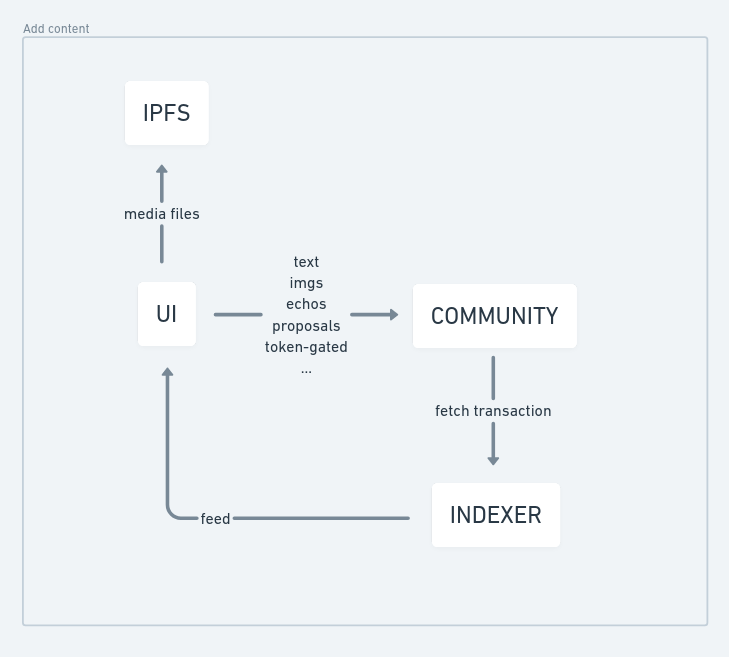 Add content
IPFS
media files
UI
text
imgs
echos
proposals
token-gated
...
COMMUNITY
fetch transaction
INDEXER
feed